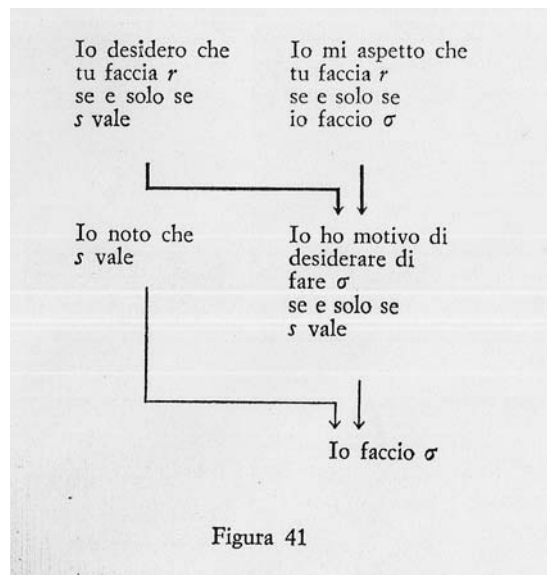 Io desidero che
tu faccia r
se e solo se
s vale
Io mi aspetto che
tu faccia r
se e solo se
io faccio σ
Io noto che
s vale
Io ho motivo di
desiderare di
fare σ
se e solo se
s vale
Io faccio σ
Figura 41